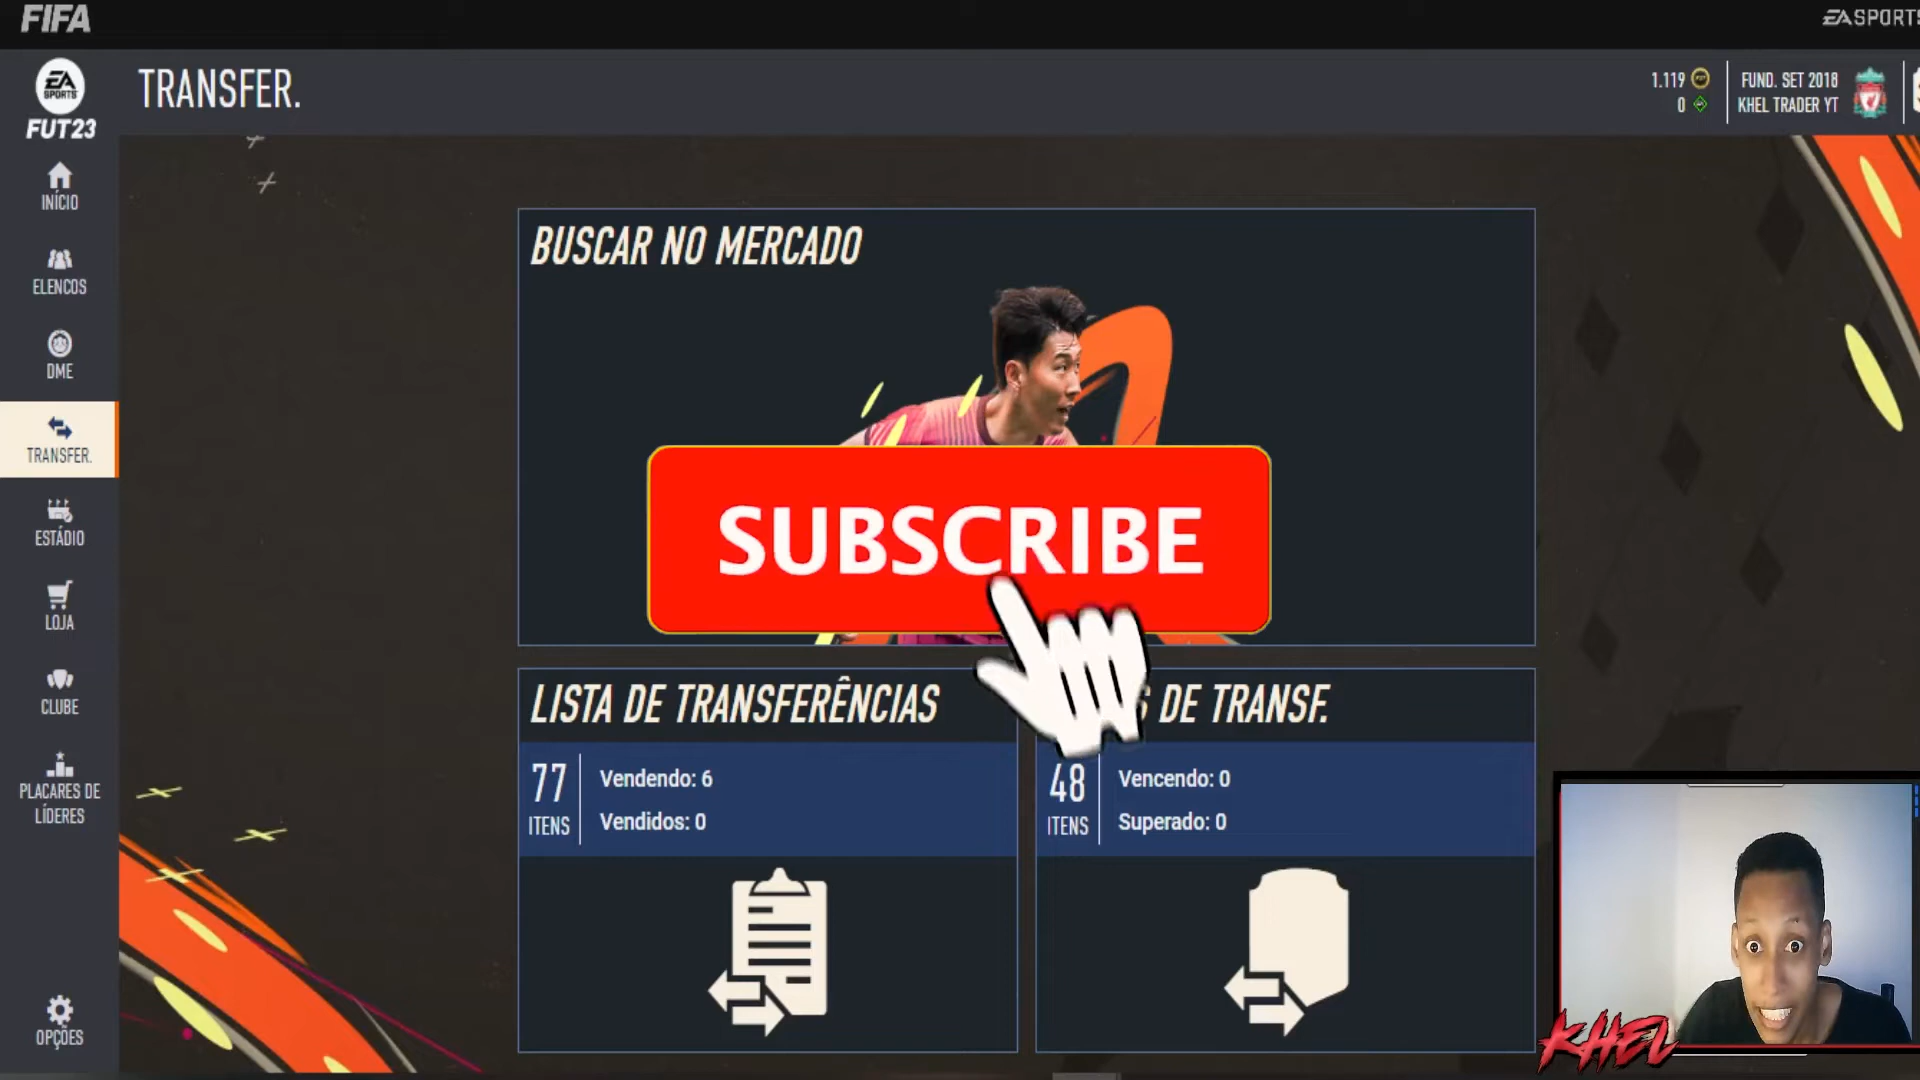 FIFA
EA SPORTS
EA
SPORTS
FUT23
TRANSFER.
1.119
0
FUND. SET 2018
KHEL TRADER YT
INÍCIO
ELENCOS
DME
TRANSFER.
ESTÁDIO
LOJA
CLUBE
PLACARES DE
LÍDERES
OPÇÕES
BUSCAR NO MERCADO
SUBSCRIBE
LISTA DE TRANSFERÊNCIAS
77
ITENS
Vendendo: 6
Vendidos: 0
DE TRANSF.
48
ITENS
Vencendo: 0
Superado: 0
KHEL